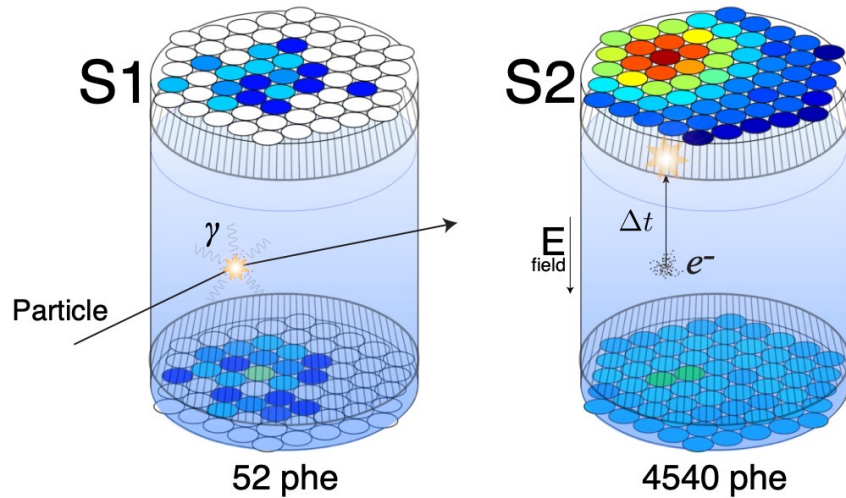 S1
γ
Particle
52 phe
S2
Δt
E
field
e-
4540 phe